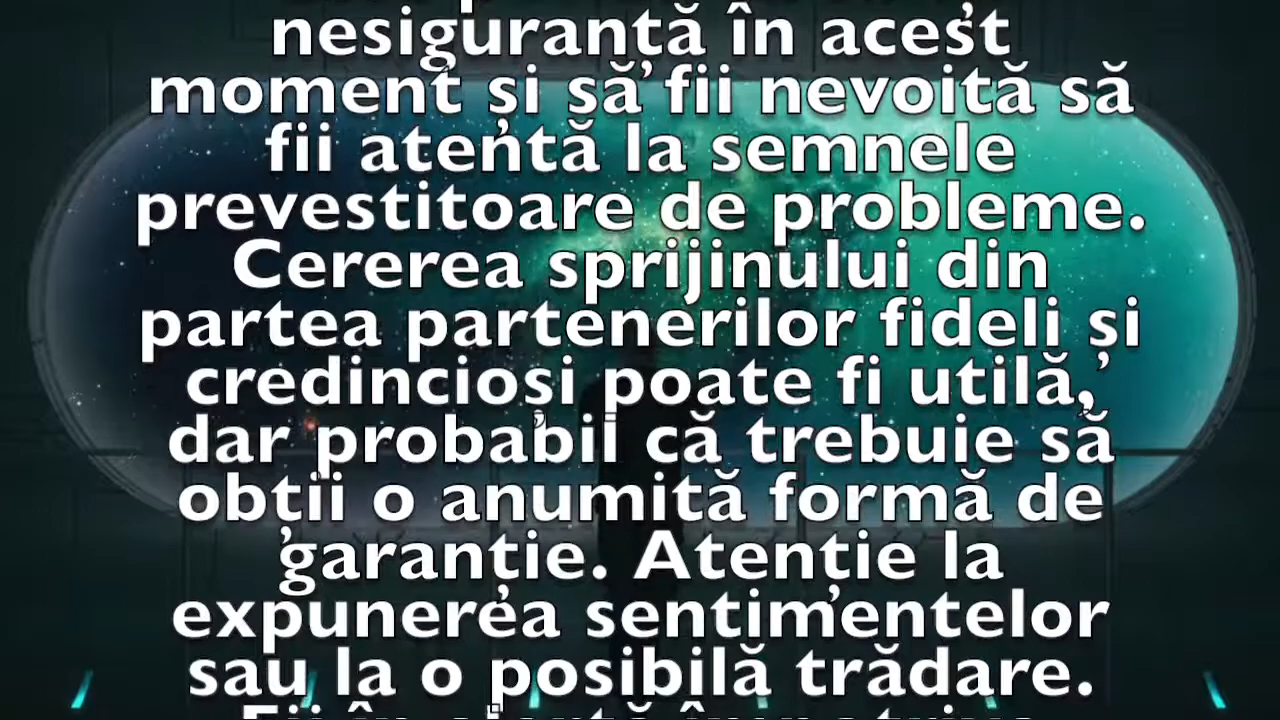 nesiguranță în acest
moment și să fii nevoită să
fii atentă la semnele
prevestitoare de probleme.
Cererea sprijinului din
partea partenerilor fideli și
credincioși poate fi utilă,
dar probabil că trebuie să
obții o anumită formă de
garanție. Atenție la
expunerea sentimentelor
sau la o posibilă trădare.